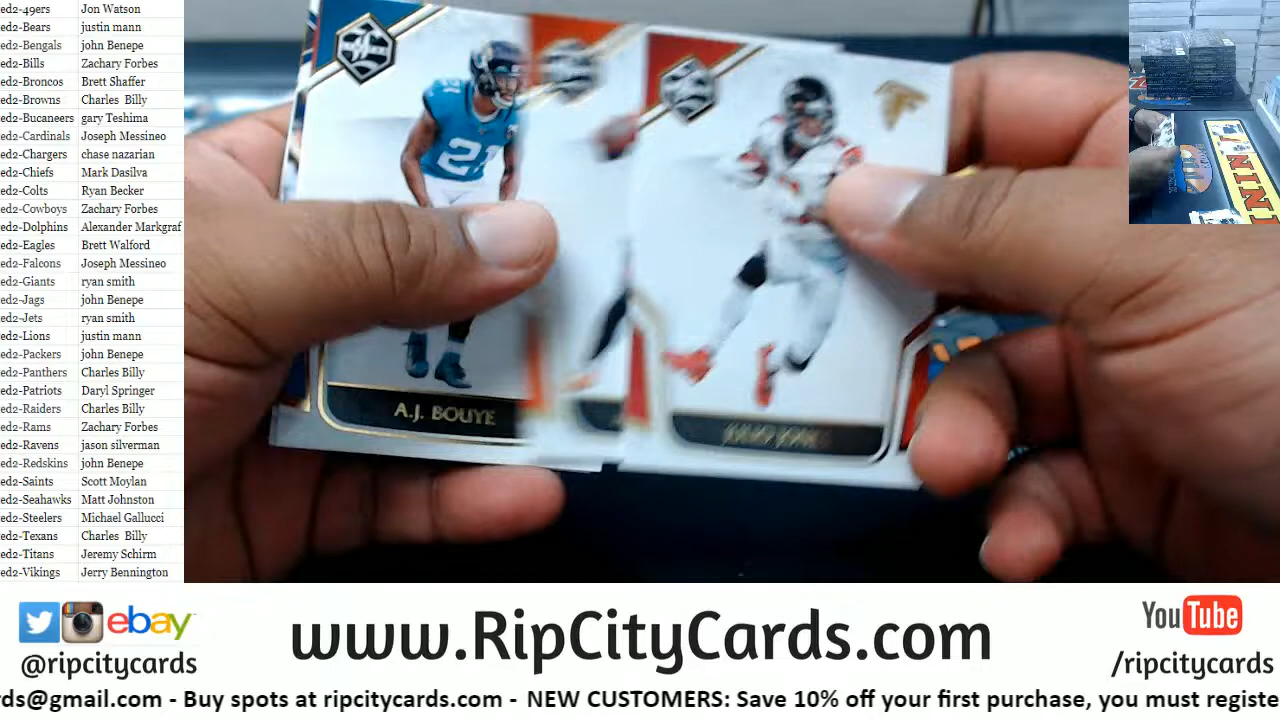 ed2-49ers Jon Watson
ed2-Bears justin mann
ed2-Bengals john Benepe
ed2-Bills Zachary Forbes
ed2-Broncos Brett Shaffer
ed2-Browns Charles Billy
ed2-Bucaneers gary Teshima
ed2-Cardinals Joseph Messineo
ed2-Chargers chase nazarian
ed2-Chiefs Mark Dasilva
ed2-Colts Ryan Becker
ed2-Cowboys Zachary Forbes
ed2-Dolphins Alexander Markgraf
ed2-Eagles Brett Walford
ed2-Falcons Joseph Messineo
ed2-Giants ryan smith
ed2-Jags john Benepe
ed2-Jets ryan smith
ed2-Lions justin mann
ed2-Packers john Benepe
ed2-Panthers Charles Billy
ed2-Patriots Daryl Springer
ed2-Raiders Charles Billy
ed2-Rams Zachary Forbes
ed2-Ravens jason silverman
ed2-Redskins john Benepe
ed2-Saints Scott Moylan
ed2-Seahawks Matt Johnston
ed2-Steelers Michael Gallucci
ed2-Texans Charles Billy
ed2-Titans Jeremy Schirm
ed2-Vikings Jerry Bennington
21
A.J. BOUYE
JULIO JONES
ebay
@ripcitycards
www.RipCityCards.com
YouTube
/ripcitycards
rds@gmail.com - Buy spots at ripcitycards.com - NEW CUSTOMERS: Save 10% off your first purchase, you must registe